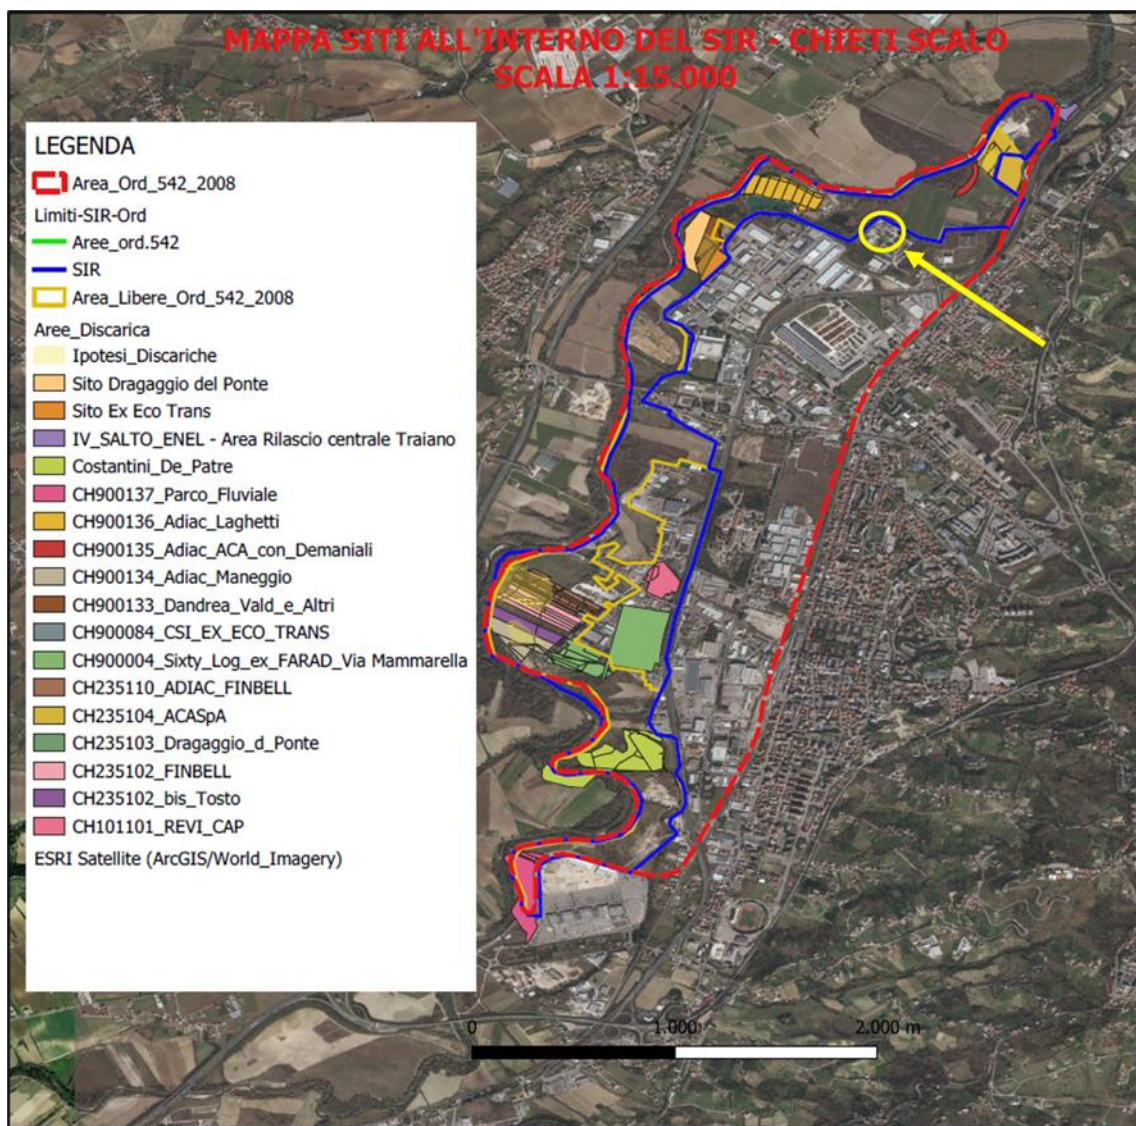 MAPPA SITI ALL'INTERNO DEL SIR - CHIETI SCALO
SCALA 1:15.000
LEGENDA
Area_Ord_542_2008
Limiti-SIR-Ord
Aree_ord.542
SIR
Area_Libere_Ord_542_2008
Aree_Discarica
Ipotesi_Discariche
Sito Dragaggio del Ponte
Sito Ex Eco Trans
IV_SALTO_ENEL - Area Rilascio centrale Traiano
Costantini_De_Patre
CH900137_Parco_Fluviale
CH900136_Adiac_Laghetti
CH900135_Adiac_ACA_con_Demaniali
CH900134_Adiac_Maneggio
CH900133_Dandrea_Vald_e_Altri
CH900084_CSI_EX_ECO_TRANS
CH900004_Sixty_Log_ex_FARAD_Via Mammarella
CH235110_ADIAC_FINBELL
CH235104_ACASpA
CH235103_Dragaggio_d_Ponte
CH235102_FINBELL
CH235102_bis_Tosto
CH101101_REVI_CAP
ESRI Satellite (ArcGIS/World_Imagery)
0 1.000 2.000 m